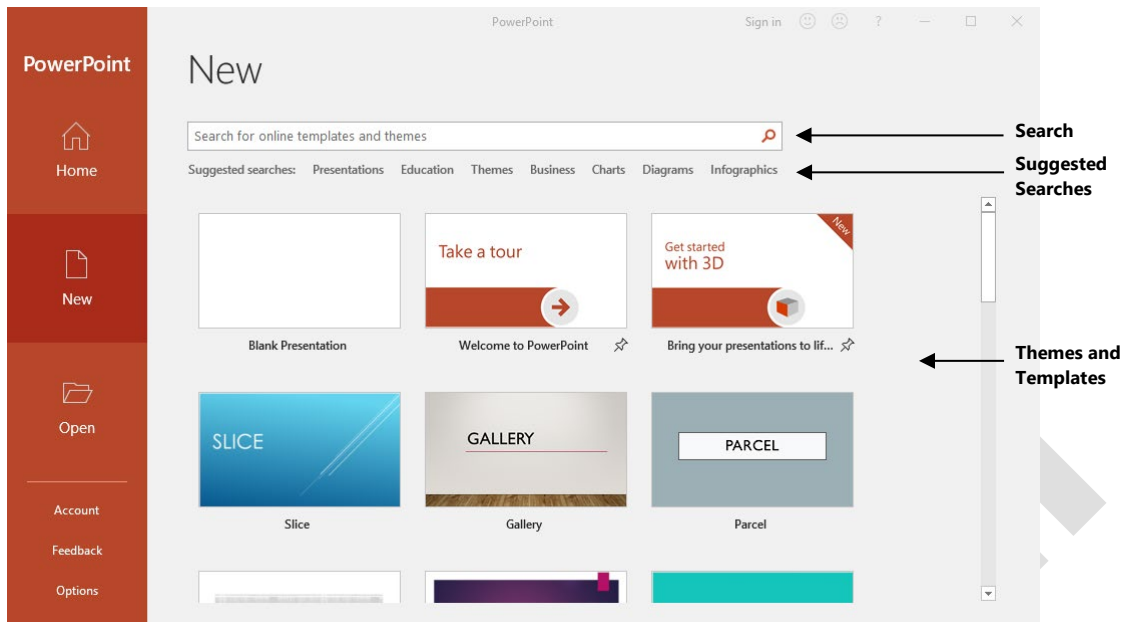 PowerPoint
Sign in ?
PowerPoint
New
Home
New
Open
Account
Feedback
Options
Search for online templates and themes
Suggested searches: Presentations Education Themes Business Charts Diagrams Infographics
Take a tour
Get started
with 3D
New
Blank Presentation
Welcome to PowerPoint
Bring your presentations to lif...
SLICE
GALLERY
PARCEL
Slice
Gallery
Parcel
Search
Suggested
Searches
Themes and
Templates